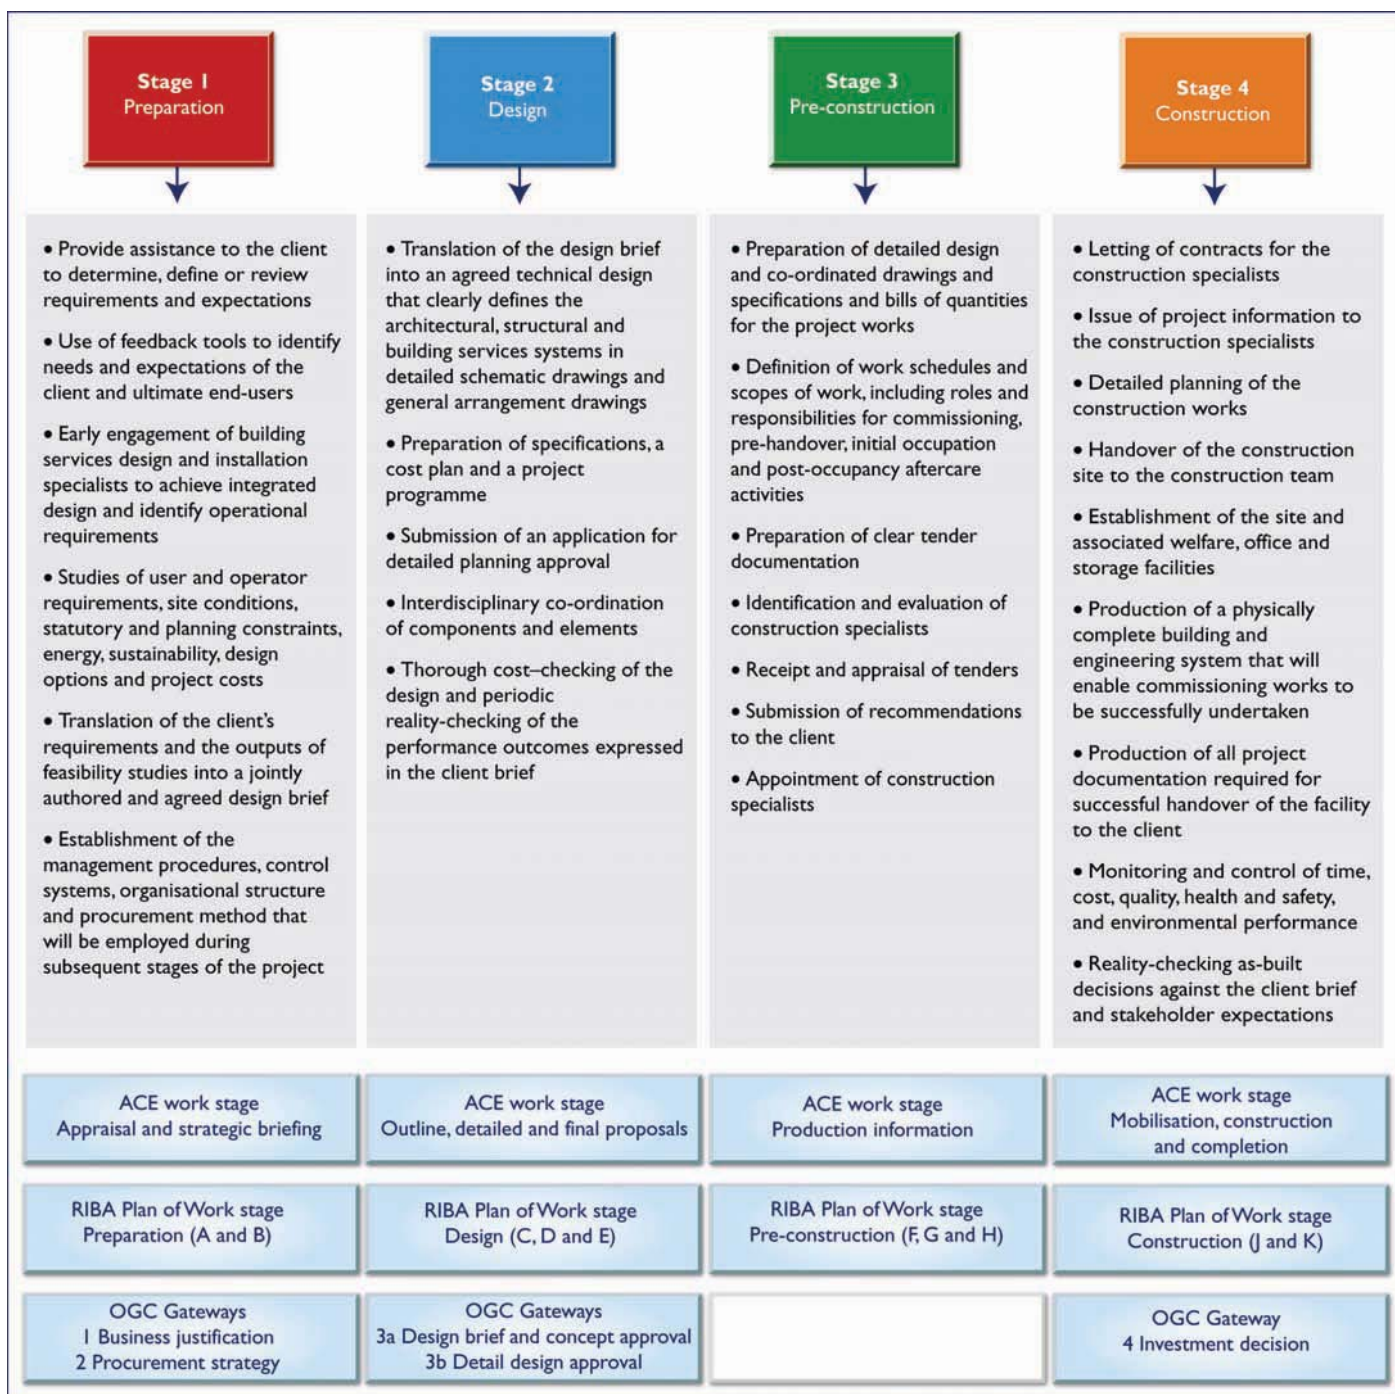 Stage 1
Preparation
Stage 2
Design
Stage 3
Pre-construction
Stage 4
Construction
• Provide assistance to the client
to determine, define or review
requirements and expectations
• Use of feedback tools to identify
needs and expectations of the
client and ultimate end-users
• Early engagement of building
services design and installation
specialists to achieve integrated
design and identify operational
requirements
• Studies of user and operator
requirements, site conditions,
statutory and planning constraints,
energy, sustainability, design
options and project costs
• Translation of the client's
requirements and the outputs of
feasibility studies into a jointly
authored and agreed design brief
• Establishment of the
management procedures, control
systems, organisational structure
and procurement method that
will be employed during
subsequent stages of the project
• Translation of the design brief
into an agreed technical design
that clearly defines the
architectural, structural and
building services systems in
detailed schematic drawings and
general arrangement drawings
• Preparation of specifications, a
cost plan and a project
programme
• Submission of an application for
detailed planning approval
• Interdisciplinary co-ordination
of components and elements
• Thorough cost–checking of the
design and periodic
reality-checking of the
performance outcomes expressed
in the client brief
• Preparation of detailed design
and co-ordinated drawings and
specifications and bills of quantities
for the project works
• Definition of work schedules and
scopes of work, including roles and
responsibilities for commissioning,
pre-handover, initial occupation
and post-occupancy aftercare
activities
• Preparation of clear tender
documentation
• Identification and evaluation of
construction specialists
• Receipt and appraisal of tenders
• Submission of recommendations
to the client
• Appointment of construction
specialists
• Letting of contracts for the
construction specialists
• Issue of project information to
the construction specialists
• Detailed planning of the
construction works
• Handover of the construction
site to the construction team
• Establishment of the site and
associated welfare, office and
storage facilities
• Production of a physically
complete building and
engineering system that will
enable commissioning works to
be successfully undertaken
• Production of all project
documentation required for
successful handover of the facility
to the client
• Monitoring and control of time,
cost, quality, health and safety,
and environmental performance
• Reality-checking as-built
decisions against the client brief
and stakeholder expectations
ACE work stage
Appraisal and strategic briefing
ACE work stage
Outline, detailed and final proposals
ACE work stage
Production information
ACE work stage
Mobilisation, construction
and completion
RIBA Plan of Work stage
Preparation (A and B)
RIBA Plan of Work stage
Design (C, D and E)
RIBA Plan of Work stage
Pre-construction (F, G and H)
RIBA Plan of Work stage
Construction (J and K)
OGC Gateways
1 Business justification
2 Procurement strategy
OGC Gateways
3a Design brief and concept approval
3b Detail design approval
OGC Gateway
4 Investment decision